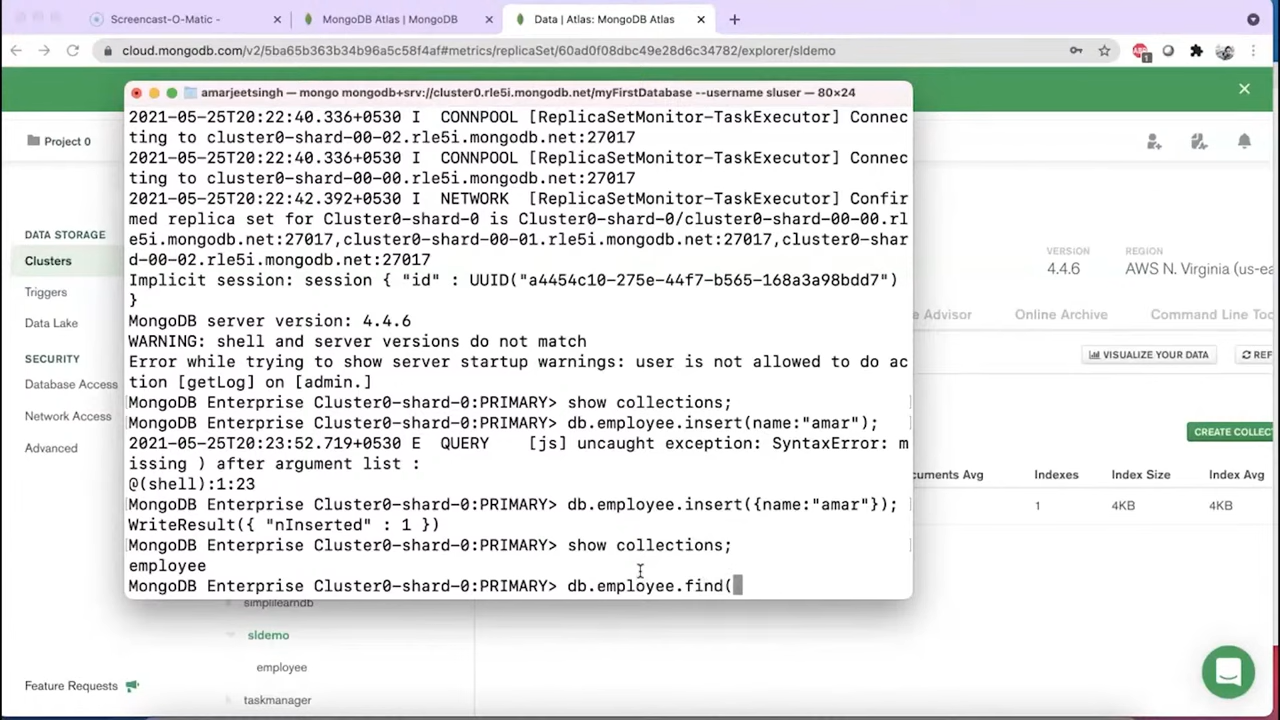 Screencast-O-Matic -
MongoDB Atlas | MongoDB
Data | Atlas: MongoDB Atlas
cloud.mongodb.com/v2/5ba65b363b34b96a5c58f4af#metrics/replicaSet/60ad0f08dbc49e28d6c34782/explorer/sldemo
1
amarjeetsingh — mongo mongodb+srv://cluster0.rle5i.mongodb.net/myFirstDatabase --username sluser — 80×24
2021-05-25T20:22:40.336+0530 I  CONNPOOL [ReplicaSetMonitor-TaskExecutor] Connec
ting to cluster0-shard-00-02.rle5i.mongodb.net:27017
2021-05-25T20:22:40.336+0530 I  CONNPOOL [ReplicaSetMonitor-TaskExecutor] Connec
ting to cluster0-shard-00-00.rle5i.mongodb.net:27017
2021-05-25T20:22:42.392+0530 I  NETWORK  [ReplicaSetMonitor-TaskExecutor] Confir
med replica set for Cluster0-shard-0 is Cluster0-shard-0/cluster0-shard-00-00.rl
e5i.mongodb.net:27017,cluster0-shard-00-01.rle5i.mongodb.net:27017,cluster0-shar
d-00-02.rle5i.mongodb.net:27017
Implicit session: session { "id" : UUID("a4454c10-275e-44f7-b565-168a3a98bdd7")
}
MongoDB server version: 4.4.6
WARNING: shell and server versions do not match
Error while trying to show server startup warnings: user is not allowed to do ac
tion [getLog] on [admin.]
MongoDB Enterprise Cluster0-shard-0:PRIMARY> show collections;
MongoDB Enterprise Cluster0-shard-0:PRIMARY> db.employee.insert(name:"amar");
2021-05-25T20:23:52.719+0530 E  QUERY    [js] uncaught exception: SyntaxError: m
issing ) after argument list :
@(shell):1:23
MongoDB Enterprise Cluster0-shard-0:PRIMARY> db.employee.insert({name:"amar"});
WriteResult({ "nInserted" : 1 })
MongoDB Enterprise Cluster0-shard-0:PRIMARY> show collections;
employee
MongoDB Enterprise Cluster0-shard-0:PRIMARY> db.employee.find(
Project 0
DATA STORAGE
Clusters
Triggers
Data Lake
SECURITY
Database Access
Network Access
Advanced
Feature Requests
simplilearndb
sldemo
employee
taskmanager
VERSION
4.4.6
REGION
AWS N. Virginia (us-ea
Advisor
Online Archive
Command Line Too
VISUALIZE YOUR DATA
REF
CREATE COLLEC
cuments Avg
Indexes
Index Size
Index Avg
1
4KB
4KB